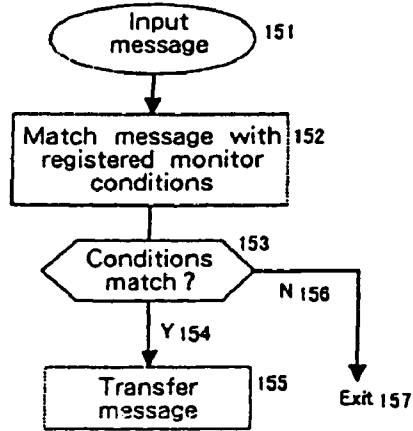 Input
message
151
Match message with
registered monitor
conditions
152
Conditions
match ?
153
N 156
Y 154
Transfer
message
155
Exit 157